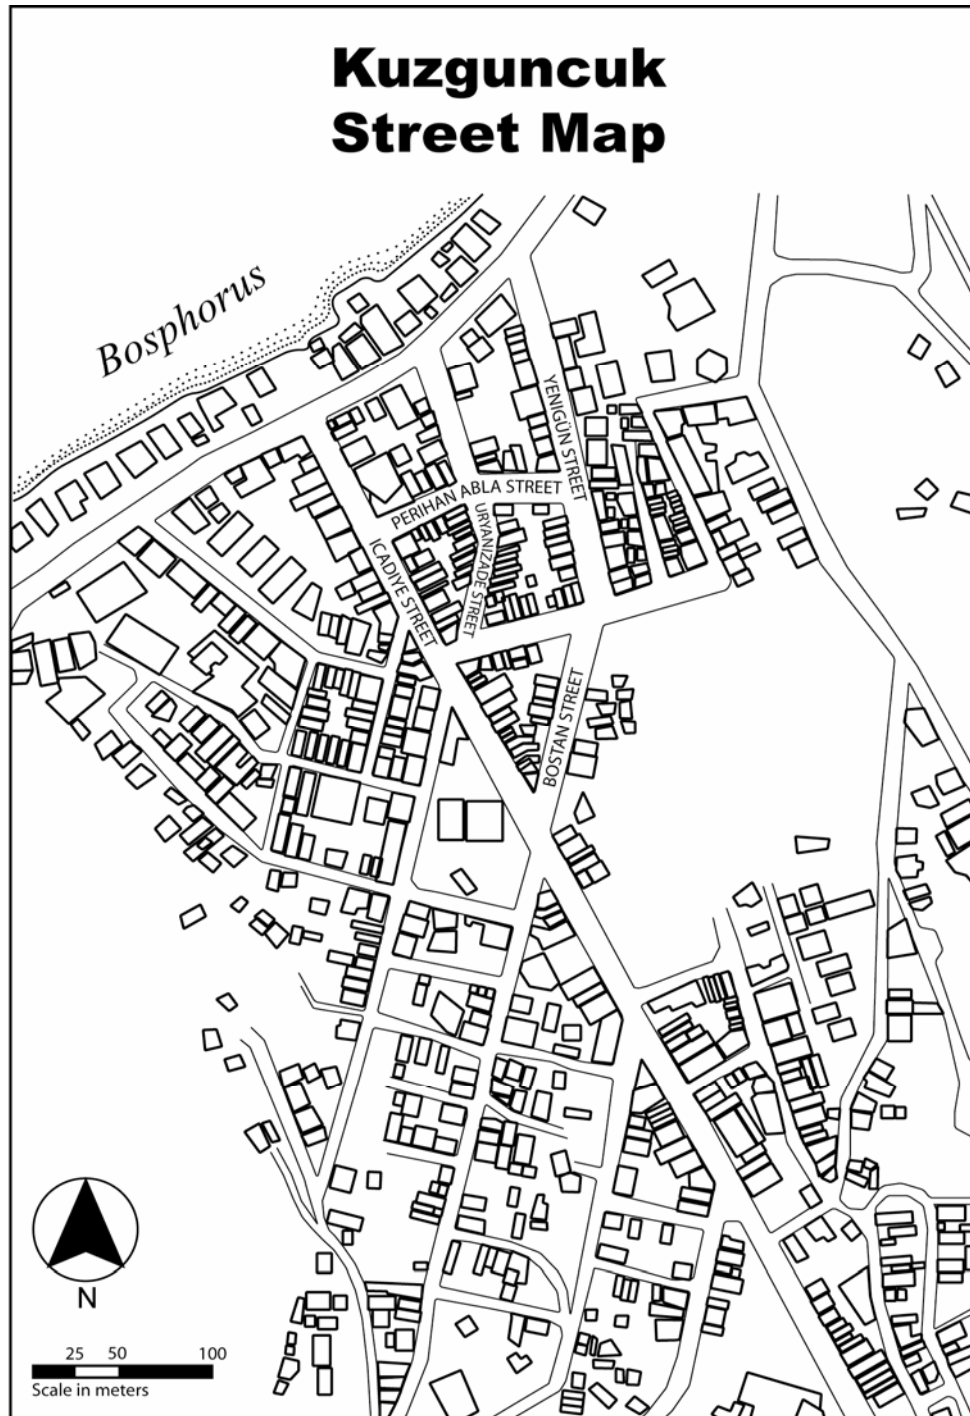 Kuzguncuk
Street Map
Bosphorus
YENIGÜN STREET
PERIHAN ABLA STREET
URYANIZADE STREET
ICADIYE STREET
BOSTAN STREET
N
25 50 100
Scale in meters